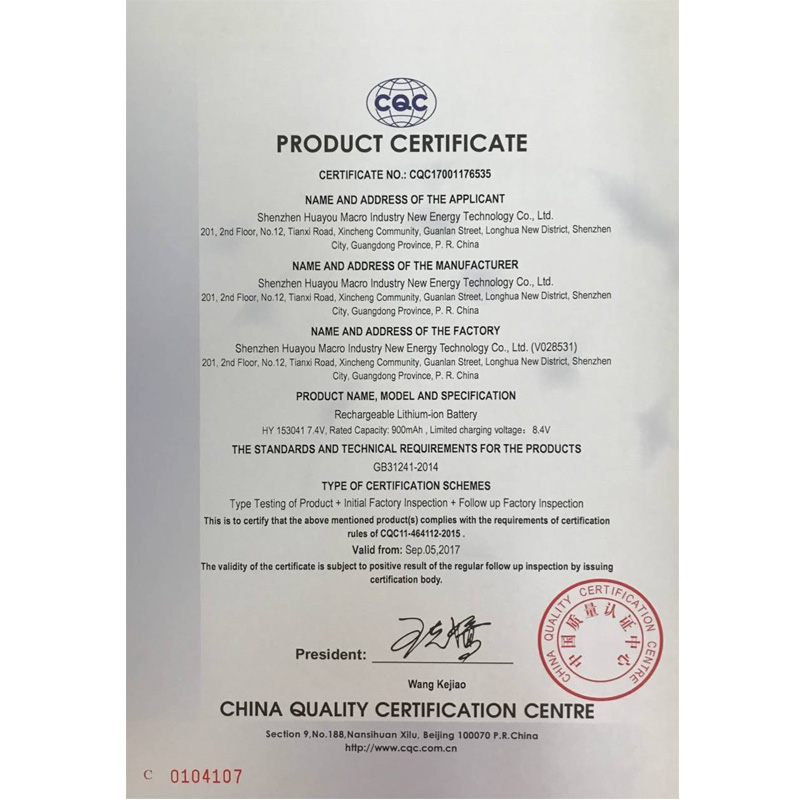 CQC
PRODUCT CERTIFICATE
CERTIFICATE NO.: CQC17001176535
NAME AND ADDRESS OF THE APPLICANT
Shenzhen Huayou Macro Industry New Energy Technology Co., Ltd.
201, 2nd Floor, No.12, Tianxi Road, Xincheng Community, Guanlan Street, Longhua New District, Shenzhen
City, Guangdong Province, P. R. China
NAME AND ADDRESS OF THE MANUFACTURER
Shenzhen Huayou Macro Industry New Energy Technology Co., Ltd.
201, 2nd Floor, No.12, Tianxi Road, Xincheng Community, Guanlan Street, Longhua New District, Shenzhen
City, Guangdong Province, P. R. China
NAME AND ADDRESS OF THE FACTORY
Shenzhen Huayou Macro Industry New Energy Technology Co., Ltd. (V028531)
201, 2nd Floor, No.12, Tianxi Road, Xincheng Community, Guanlan Street, Longhua New District, Shenzhen
City, Guangdong Province, P. R. China
PRODUCT NAME, MODEL AND SPECIFICATION
Rechargeable Lithium-ion Battery
HY 153041 7.4V, Rated Capacity: 900mAh , Limited charging voltage： 8.4V
THE STANDARDS AND TECHNICAL REQUIREMENTS FOR THE PRODUCTS
GB31241-2014
TYPE OF CERTIFICATION SCHEMES
Type Testing of Product + Initial Factory Inspection + Follow up Factory Inspection
This is to certify that the above mentioned product(s) complies with the requirements of certification
rules of CQC11-464112-2015 .
Valid from: Sep.05,2017
The validity of the certificate is subject to positive result of the regular follow up inspection by issuing
certification body.
CHINA QUALITY CERTIFICATION CENTRE
中国质量认证中心
President:
王克娇
Wang Kejiao
CHINA QUALITY CERTIFICATION CENTRE
Section 9,No.188,Nansihuan Xilu, Beijing 100070 P.R.China
http://www.cqc.com.cn
C 0104107